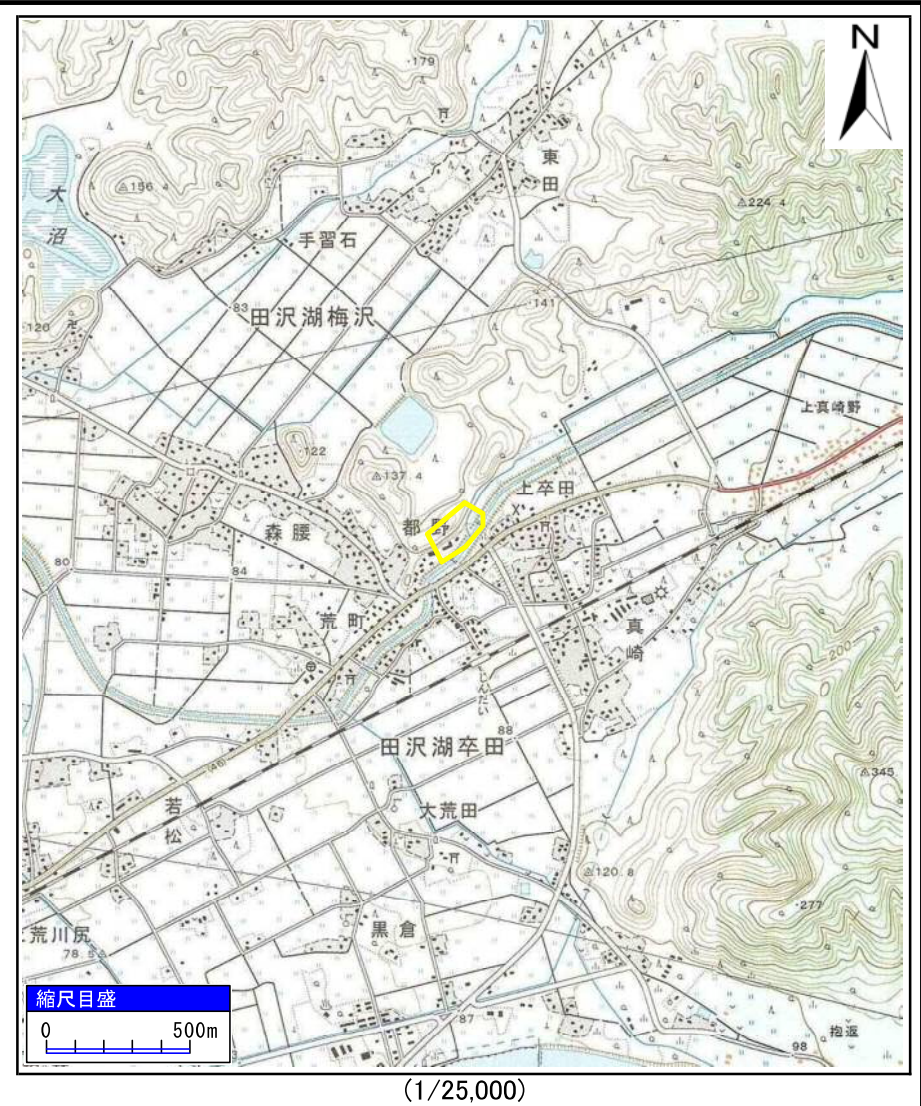 N
179
東田
大沼
156.4
224.4
手習石
83
田沢湖梅沢
141
120
上真崎野
122
137.4
上卒田
都野
森腰
80
84
荒町
真崎
200
じんだい
88
田沢湖卒田
(46)
345
若松
大荒田
120.8
277
黒倉
荒川尻
78.5
縮尺目盛
0 500m
87
98
抱返
(1/25,000)